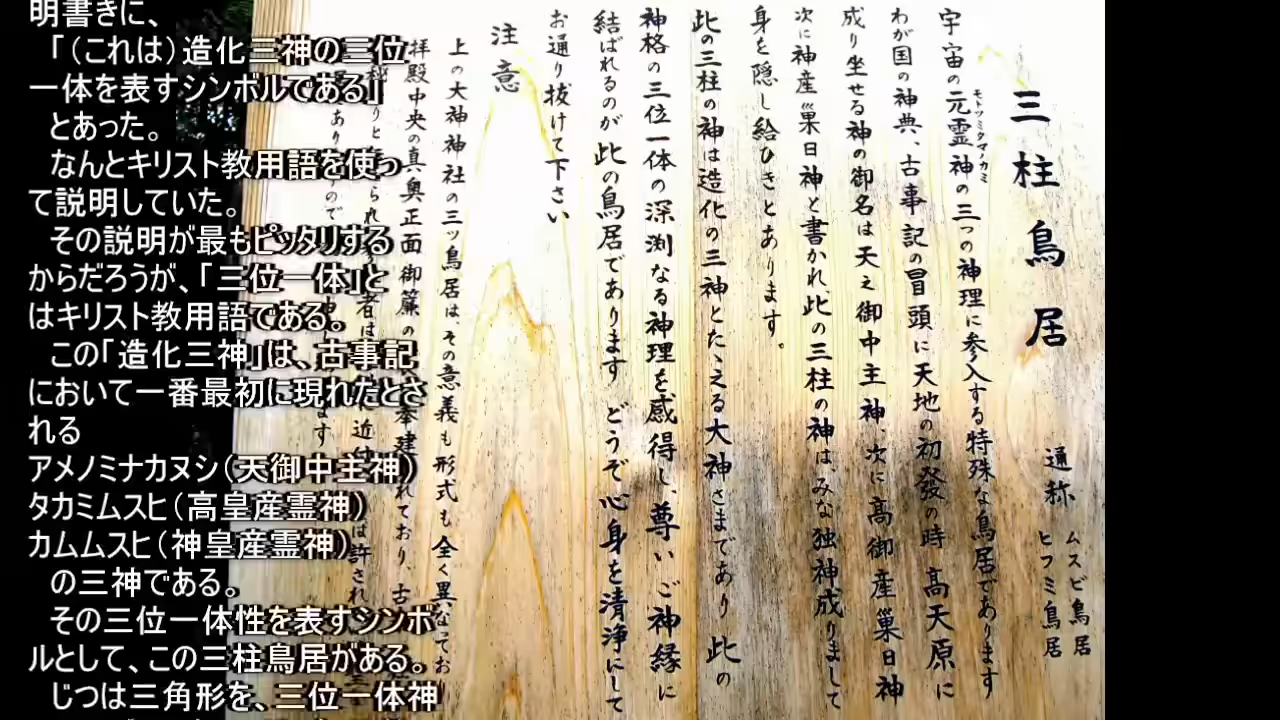 明書きに、
「（これは）造化三神の三位
一体を表すシンボルである」
とあった。
なんとキリスト教用語を使っ
て説明していた。
その説明が最もピッタリする
からだろうが、「三位一体」と
はキリスト教用語である。
この「造化三神」は、古事記
において一番最初に現れたとさ
れる
アメノミナカヌシ（天御中主神）
タカミムスヒ（高皇産霊神）
カムムスヒ（神皇産霊神）
の三神である。
その三位一体性を表すシンボ
ルとして、この三柱鳥居がある。
じつは三角形を、三位一体神
三柱鳥居
通称
ムスビ鳥居
ヒフミ鳥居
宇宙の元霊神の三つの神理に参入する特殊な鳥居であります
モトツミタマノカミ
わが国の神典、古事記の冒頭に天地の初發の時 高天原に
成り坐せる神の御名は天之御中主神、次に高御産巣日神
次に神産巣日神と書かれ、此の三柱の神は、みな独神成りまして
身を隠し給ひきとあります。
此の三柱の神は造化の三神とたゝえる大神さまであり 此の
神格の三位一体の深渕なる神理を感得し、尊いご神縁に
結ばれるのが此の鳥居であります どうぞ心身を清浄にして
お通り抜けて下さい
注意
上の大神神社の三ッ鳥居は、その意義も形式も全く異なってお
拝殿中央の真奥正面御簾の